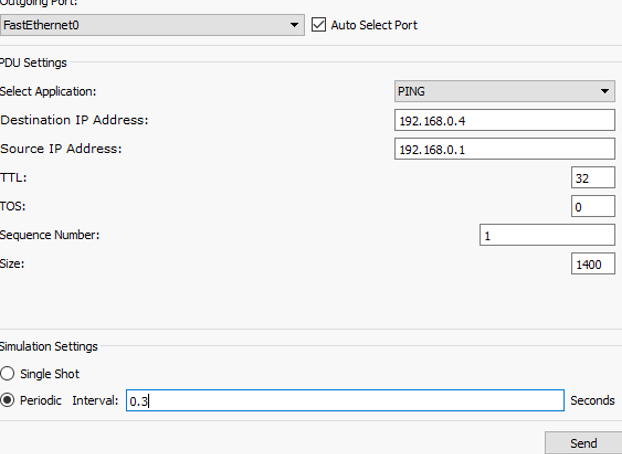 Outgoing Port:
FastEthernet0 Auto Select Port
PDU Settings
Select Application: PING
Destination IP Address: 192.168.0.4
Source IP Address: 192.168.0.1
TTL: 32
TOS: 0
Sequence Number: 1
Size: 1400
Simulation Settings
Single Shot
Periodic Interval: 0.3 Seconds
Send